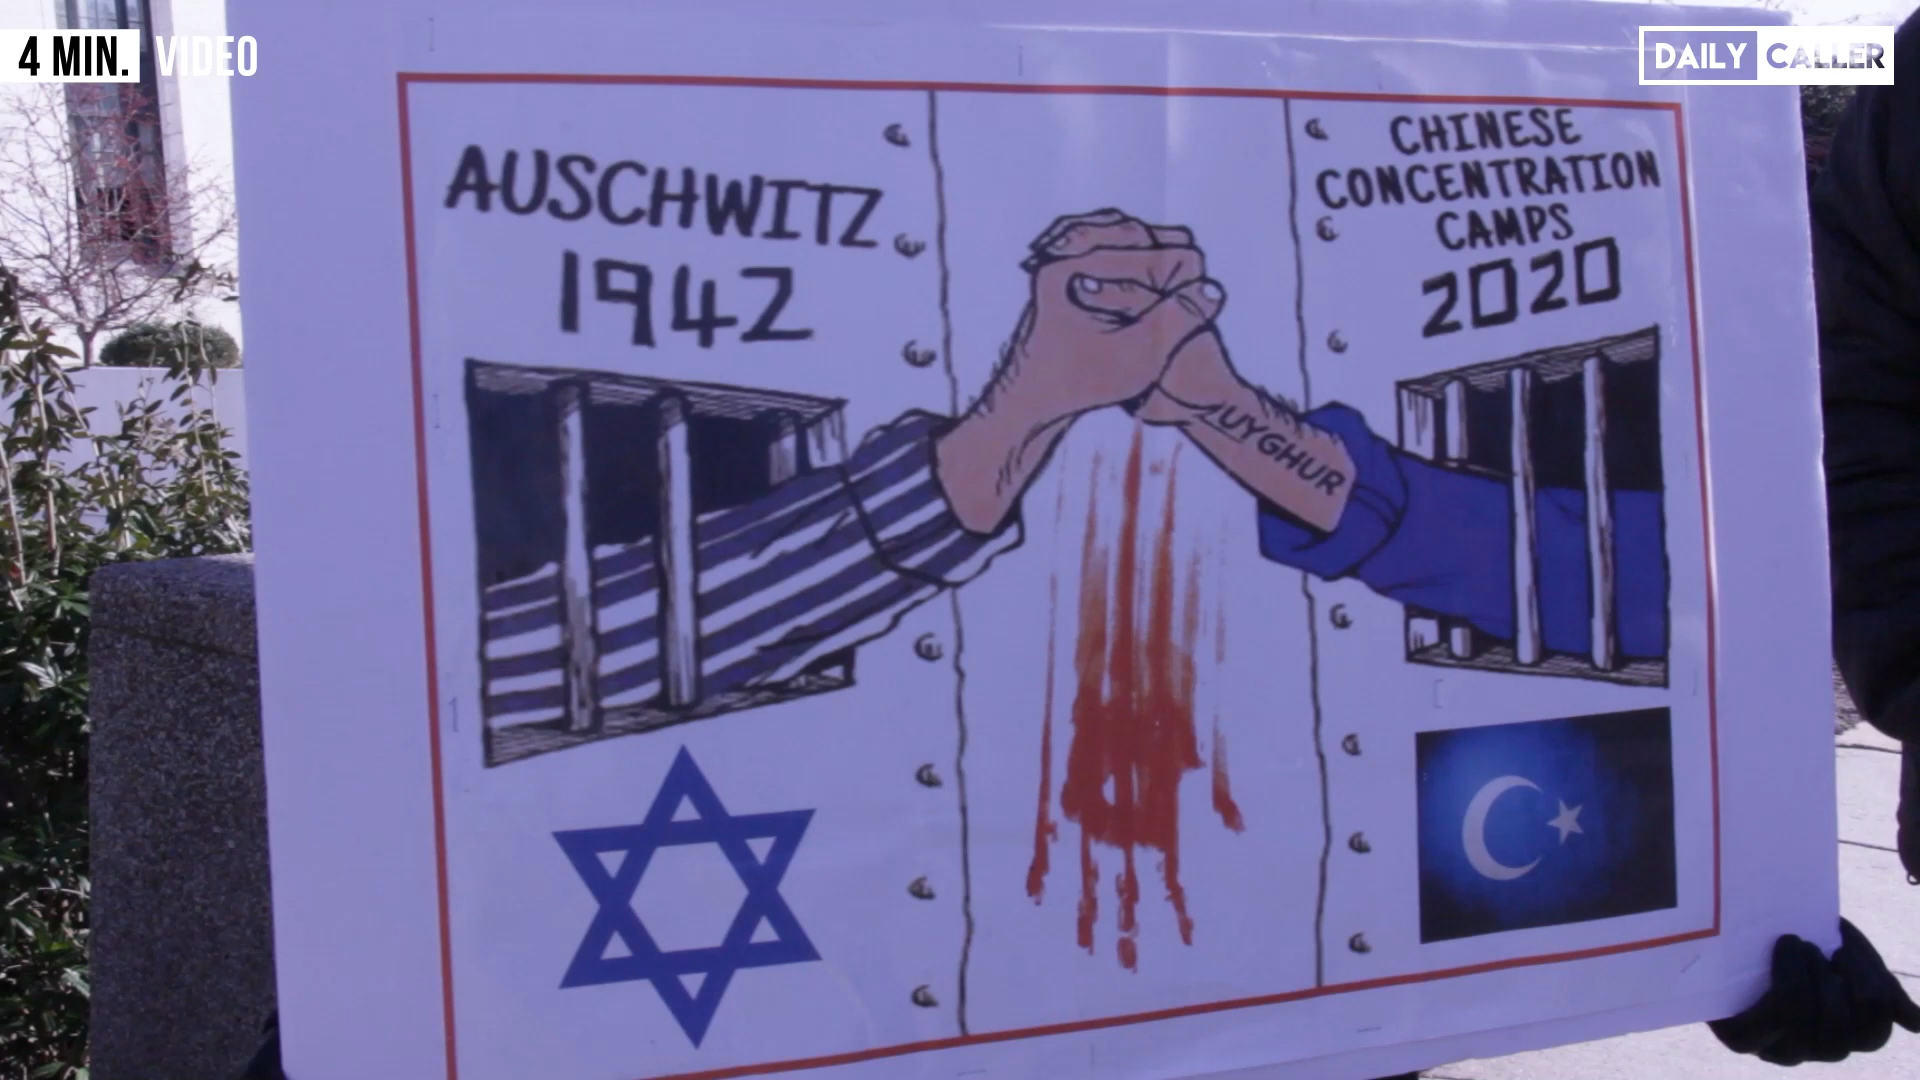 4 MIN. VIDEO
DAILY CALLER
AUSCHWITZ
1942
CHINESE
CONCENTRATION
CAMPS
2020
UYGHUR